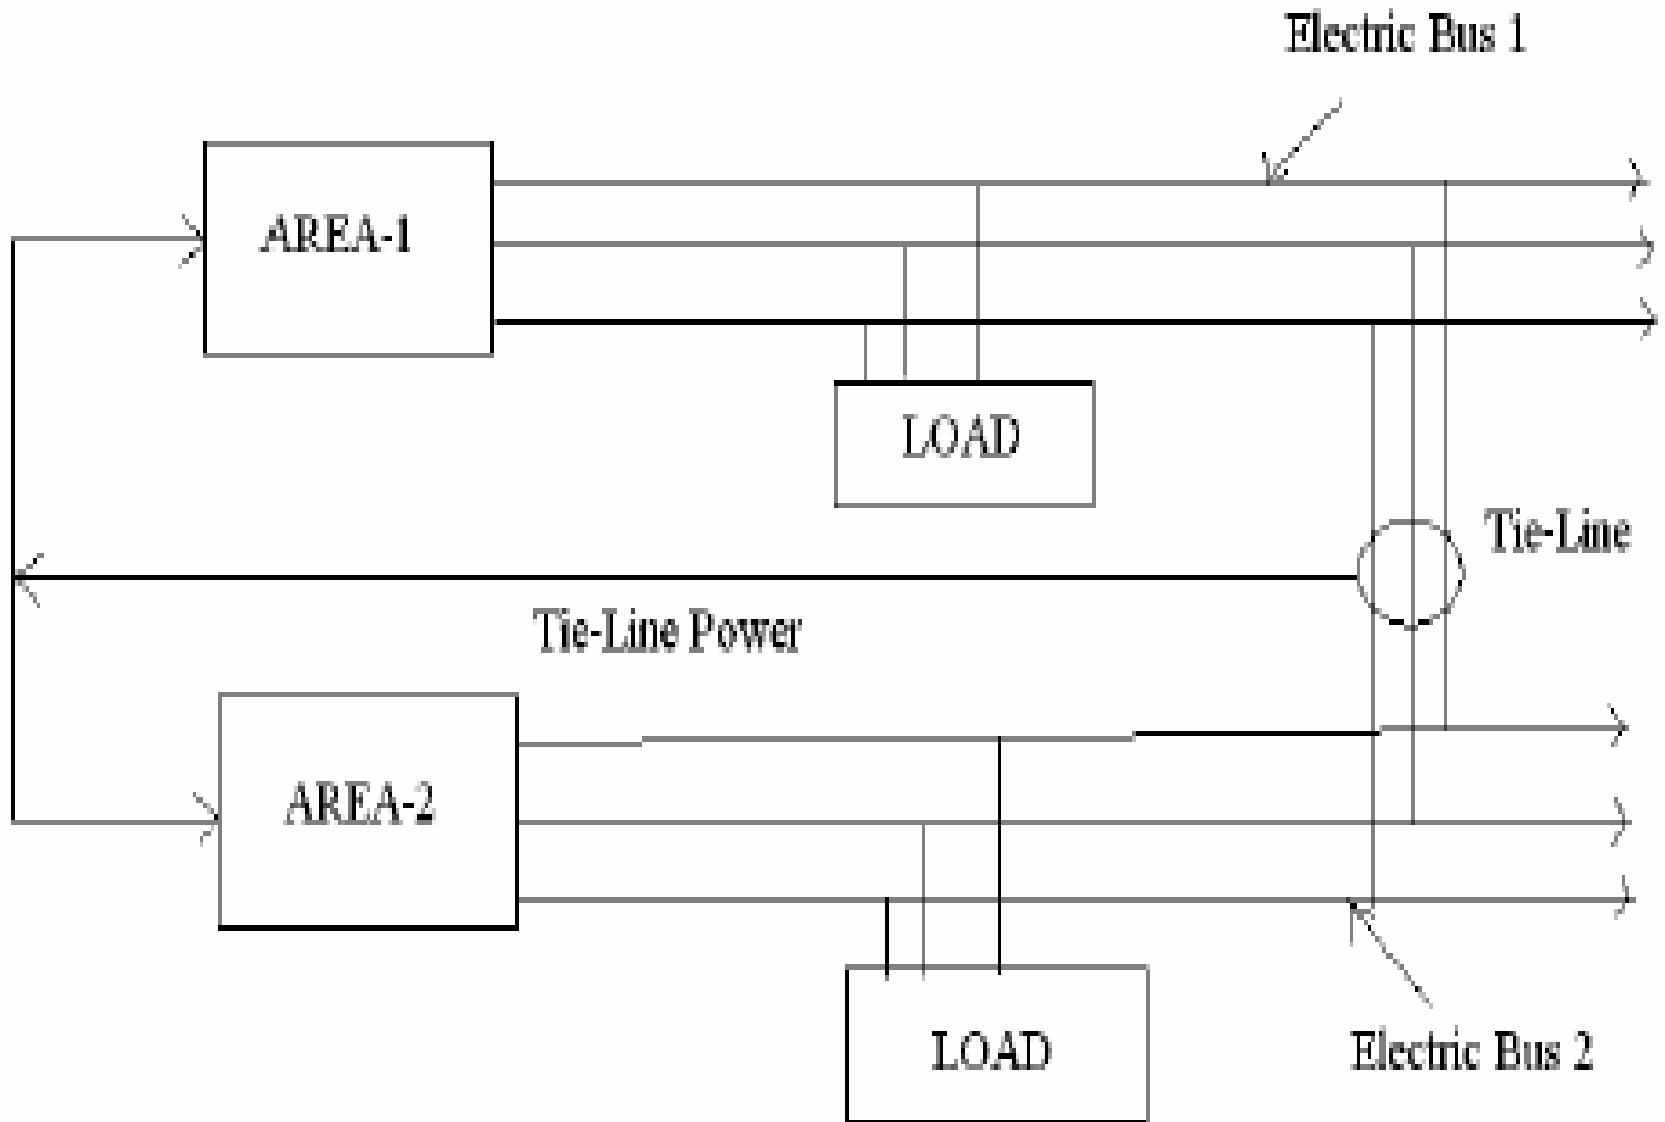 Electric Bus 1
AREA-1
LOAD
Tie-Line
Tie-Line Power
AREA-2
LOAD
Electric Bus 2